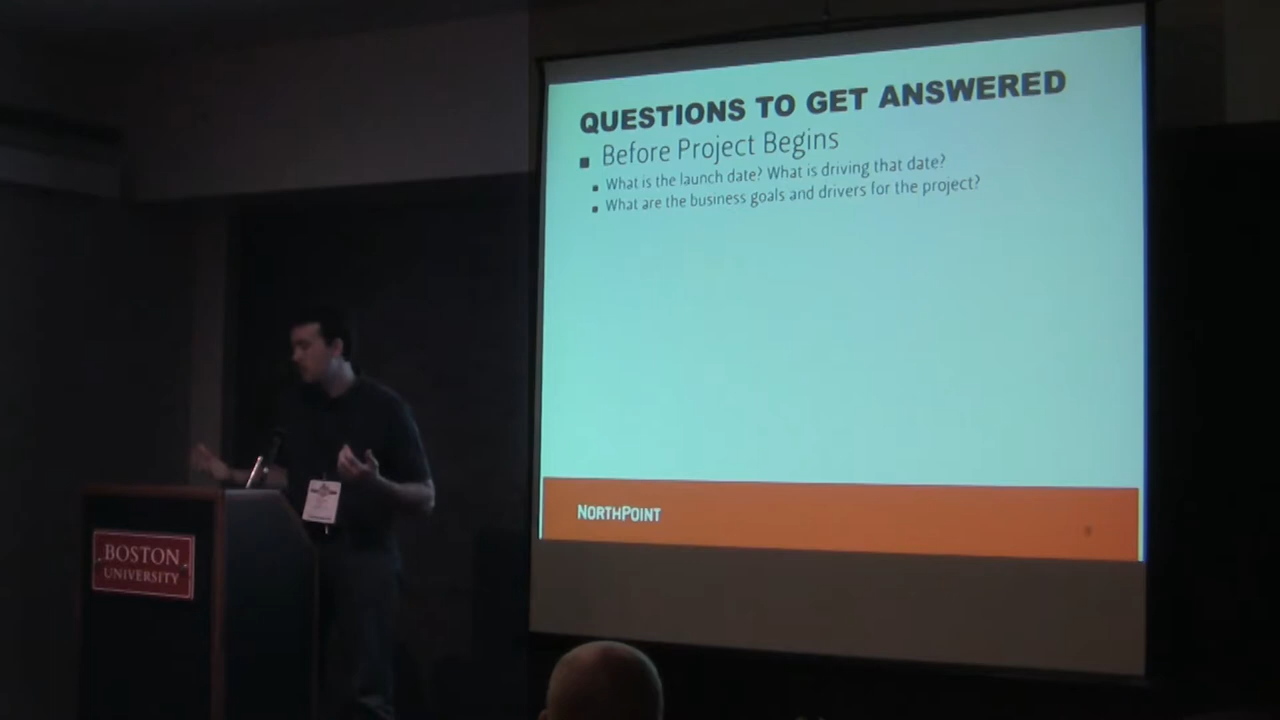 QUESTIONS TO GET ANSWERED
Before Project Begins
What is the launch date? What is driving that date?
What are the business goals and drivers for the project?
NORTHPOINT
BOSTON
UNIVERSITY